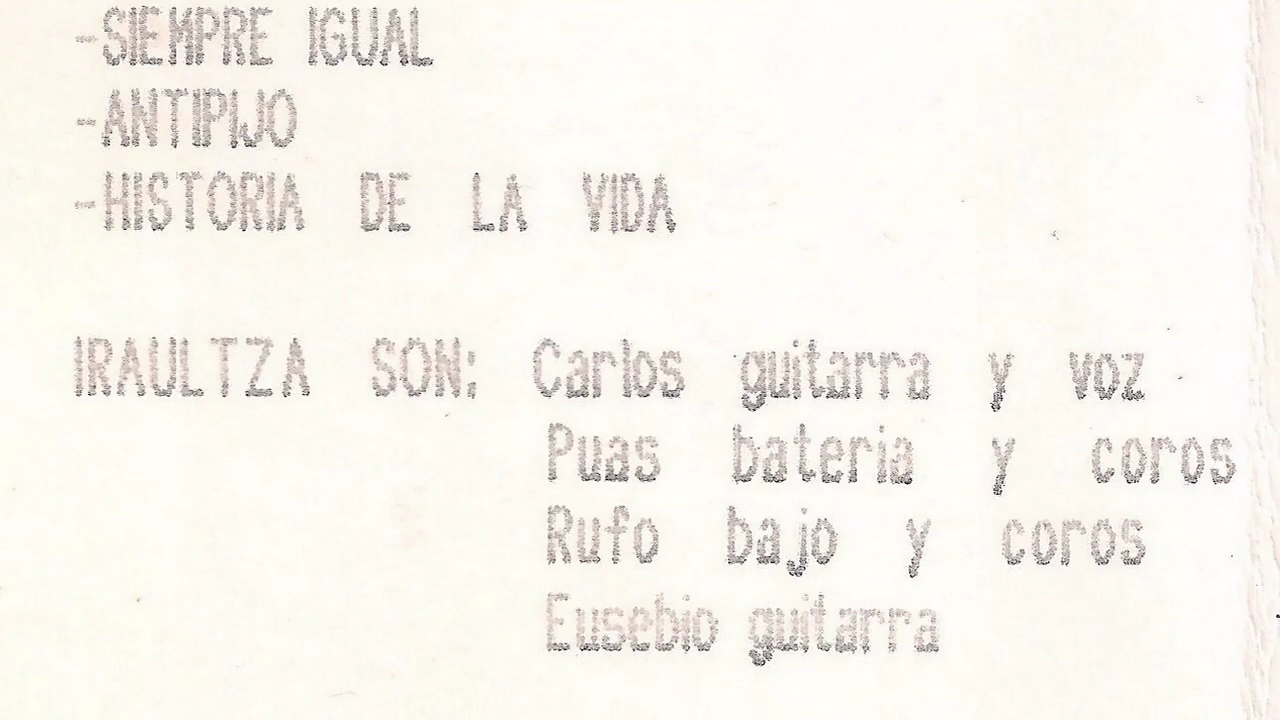 -SIEMPRE IGUAL
-ANTIPIJO
-HISTORIA DE LA VIDA
IRAULTZA SON: Carlos guitarra y voz
Puas bateria y coros
Rufo bajo y coros
Eusebio guitarra